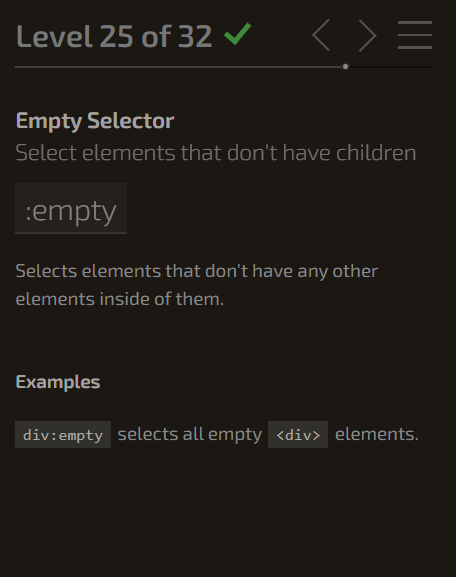 Level 25 of 32
Empty Selector
Select elements that don't have children
:empty
Selects elements that don't have any other
elements inside of them.
Examples
div:empty selects all empty <div> elements.